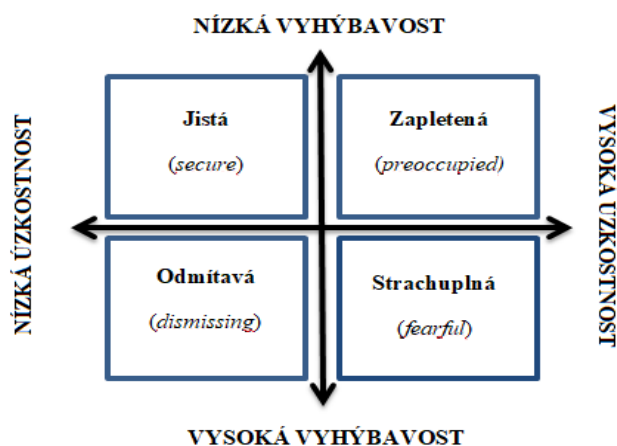 NÍZKÁ VYHÝBAVOST
NÍZKÁ ÚZKOSTNOST
Jistá
(secure)
Zapletená
(preoccupied)
VYSOKÁ ÚZKOSTNOST
Odmítavá
(dismissing)
Strachuplná
(fearful)
VYSOKÁ VYHÝBAVOST